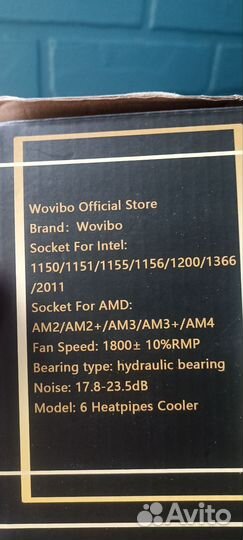 Wovibo Official Store
Brand: Wovibo
Socket For Intel:
1150/1151/1155/1156/1200/1366
/2011
Socket For AMD:
AM2/AM2+/AM3/AM3+/AM4
Fan Speed: 1800± 10%RMP
Bearing type: hydraulic bearing
Noise: 17.8-23.5dB
Model: 6 Heatpipes Cooler
Avito